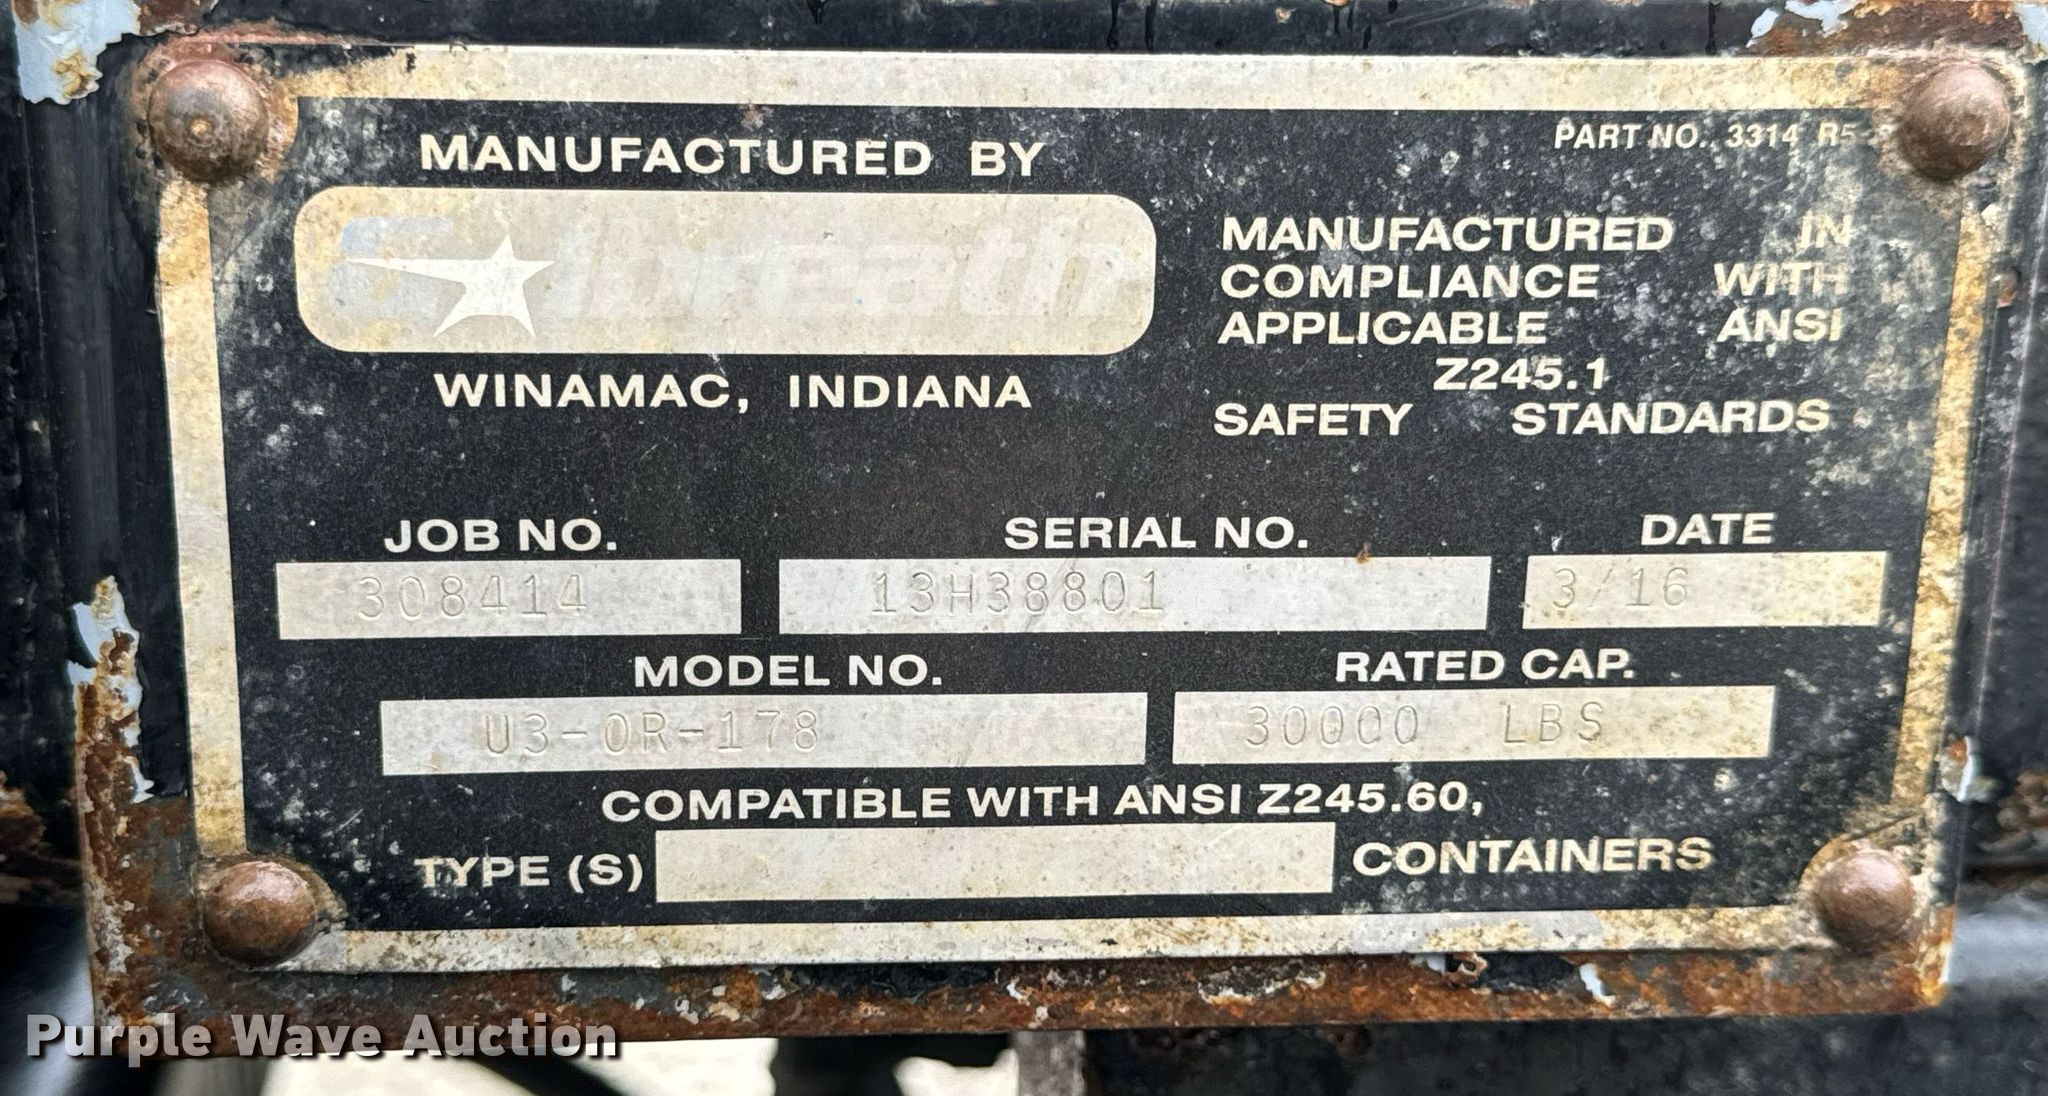 PART NO. 3314 R5
MANUFACTURED BY
Galbreath
WINAMAC, INDIANA
MANUFACTURED IN
COMPLIANCE WITH
APPLICABLE ANSI
Z245.1
SAFETY STANDARDS
JOB NO. SERIAL NO. DATE
308414 13H38801 3/16
MODEL NO. RATED CAP.
U3-OR-178 30000 LBS
COMPATIBLE WITH ANSI Z245.60,
TYPE (S) CONTAINERS
Purple Wave Auction